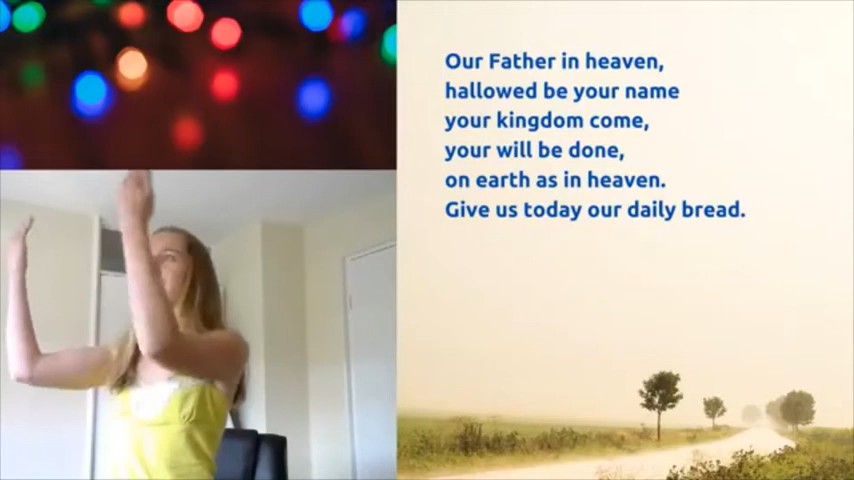 Our Father in heaven,
hallowed be your name
your kingdom come,
your will be done,
on earth as in heaven.
Give us today our daily bread.